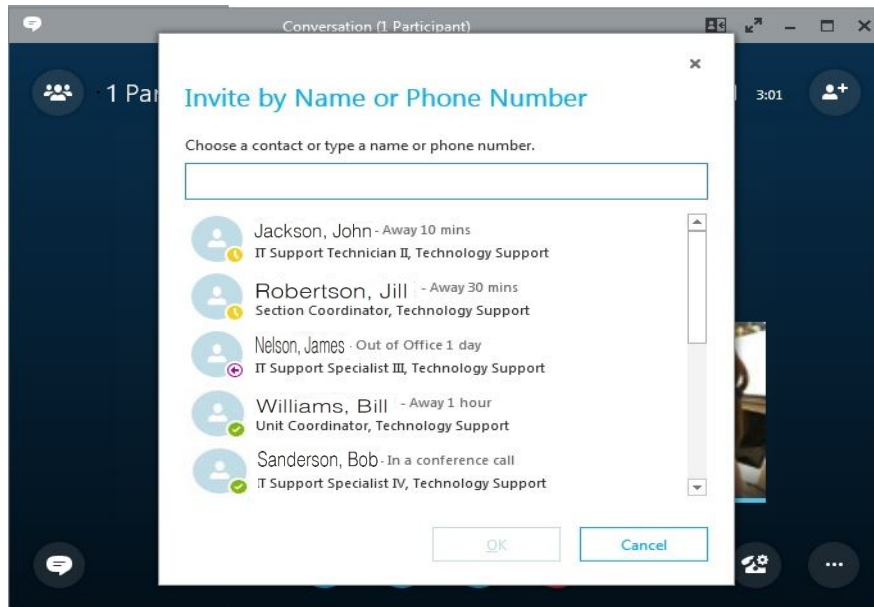 Conversation (1 Participant)
1 Par
3:01
Invite by Name or Phone Number
Choose a contact or type a name or phone number.
Jackson, John - Away 10 mins
IT Support Technician II, Technology Support
Robertson, Jill - Away 30 mins
Section Coordinator, Technology Support
Nelson, James - Out of Office 1 day
IT Support Specialist III, Technology Support
Williams, Bill - Away 1 hour
Unit Coordinator, Technology Support
Sanderson, Bob - In a conference call
IT Support Specialist IV, Technology Support
OK
Cancel